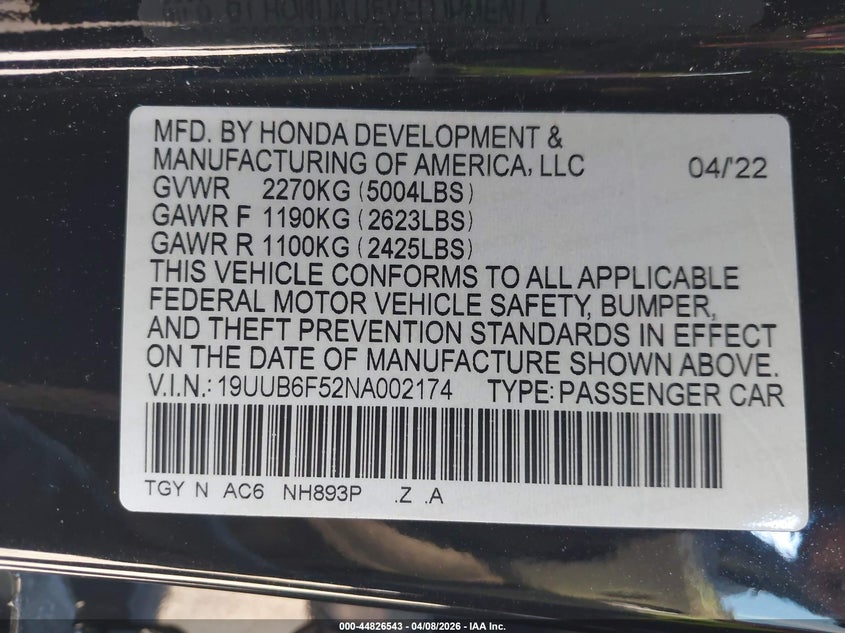 MFD. BY HONDA DEVELOPMENT &
MANUFACTURING OF AMERICA, LLC 04/'22
GVWR 2270KG (5004LBS)
GAWR F 1190KG (2623LBS)
GAWR R 1100KG (2425LBS)
THIS VEHICLE CONFORMS TO ALL APPLICABLE
FEDERAL MOTOR VEHICLE SAFETY, BUMPER,
AND THEFT PREVENTION STANDARDS IN EFFECT
ON THE DATE OF MANUFACTURE SHOWN ABOVE.
V.I.N.: 19UUB6F52NA002174 TYPE: PASSENGER CAR
TGY N AC6 NH893P .Z .A
000-44826543 - 04/08/2026 - IAA Inc.